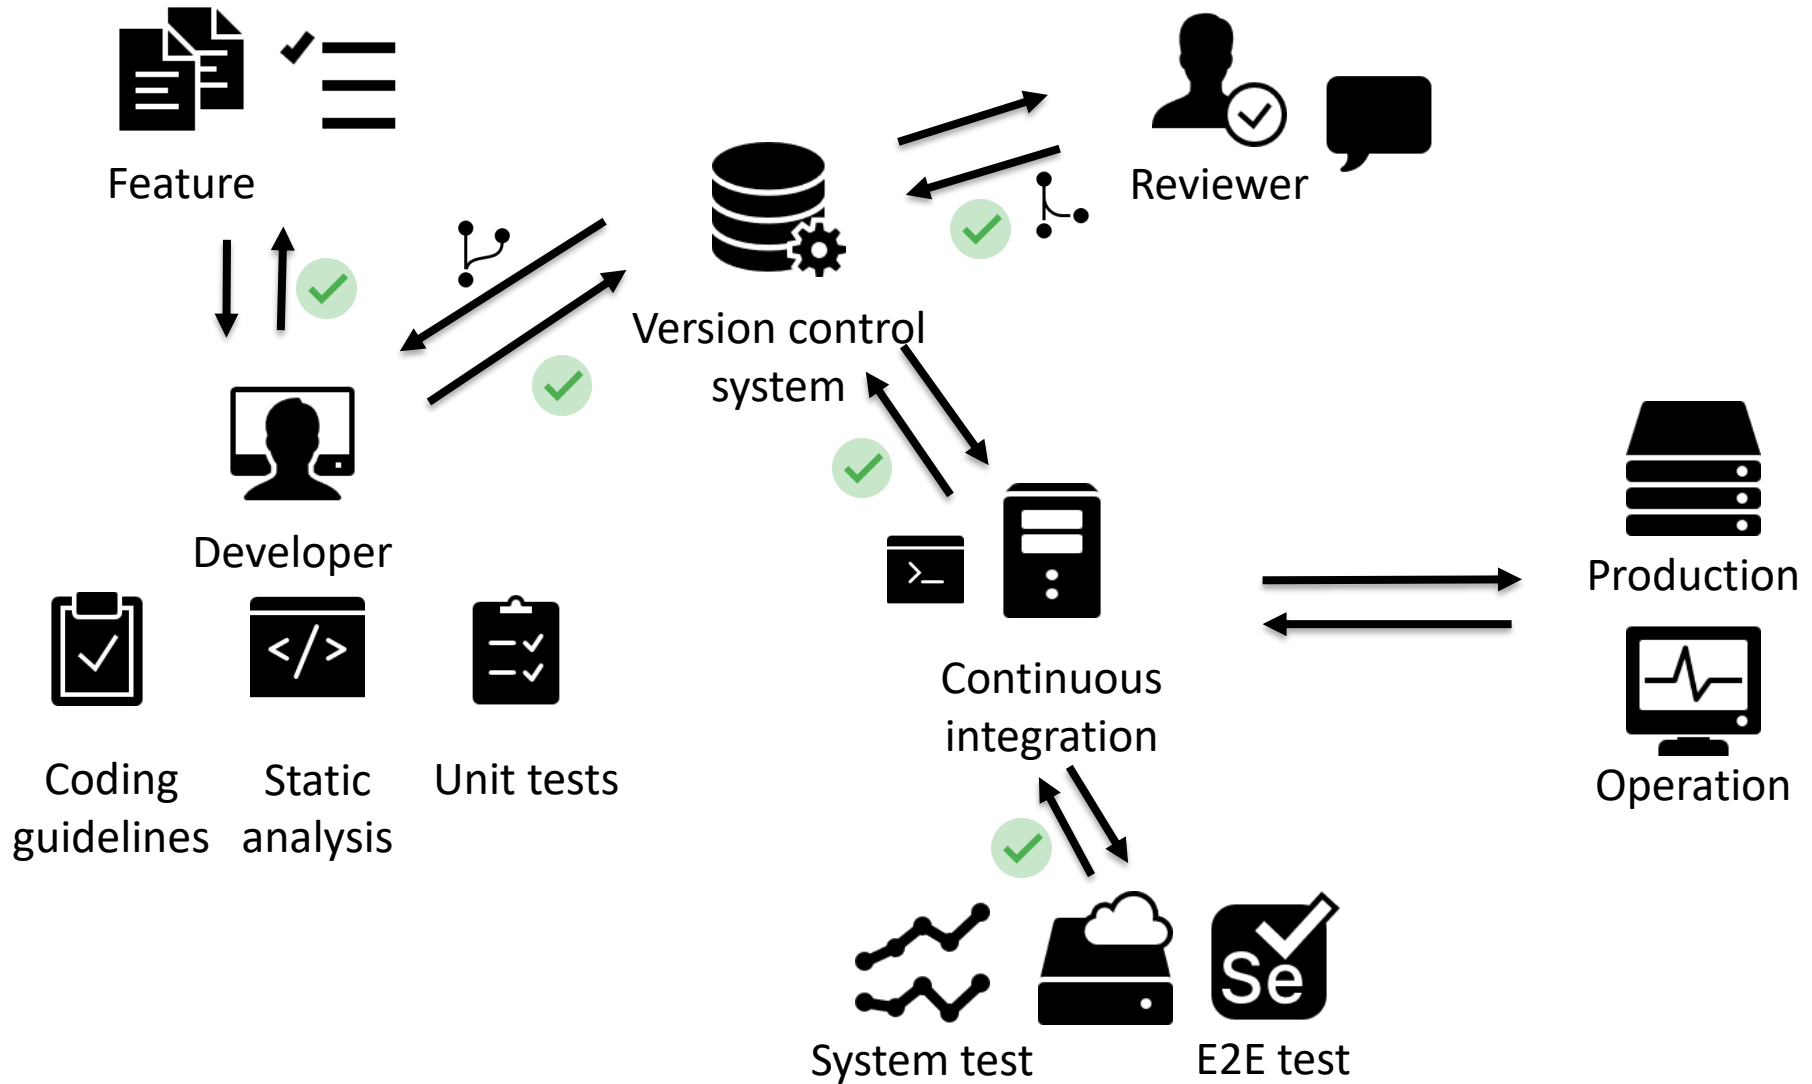 Feature
Reviewer
Version control
system
Developer
Production
Continuous
integration
Coding
guidelines
Static
analysis
Unit tests
Operation
</>
>_
Se
System test
E2E test